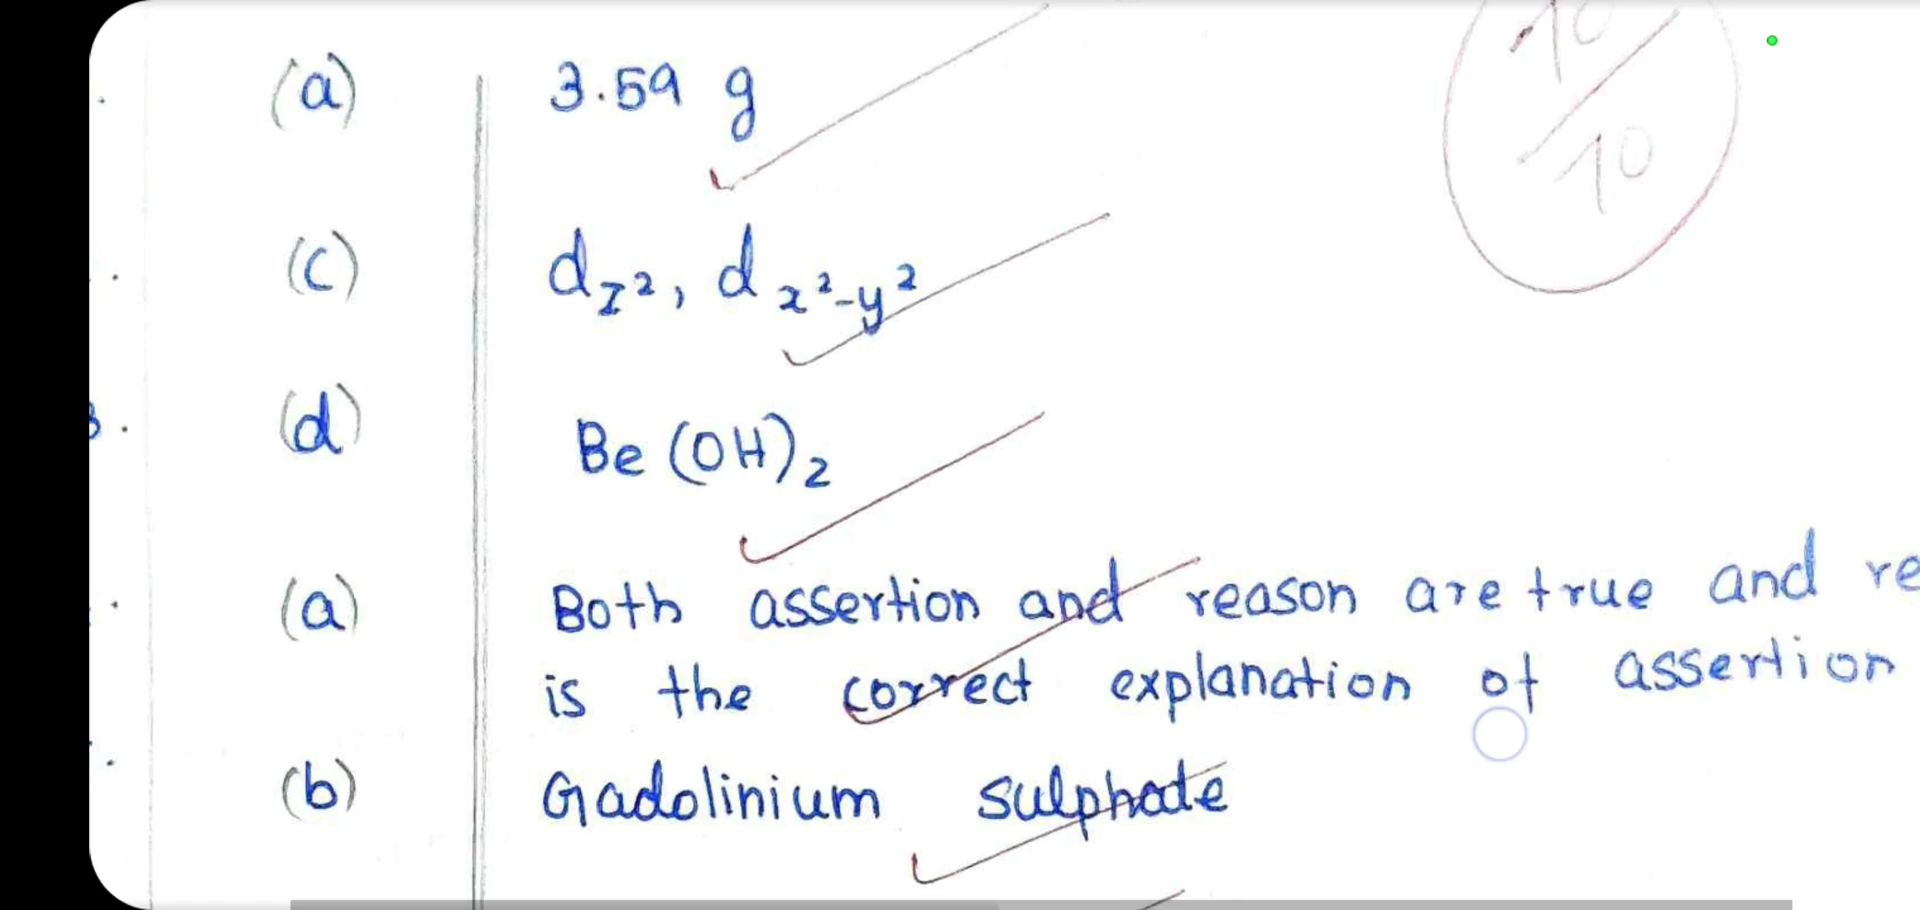 10/10
(a) 3.59 g
(c) dz², dx²-y²
3. (d) Be(OH)₂
(a) Both assertion and reason are true and re
is the correct explanation of assertion
(b) Gadolinium sulphate